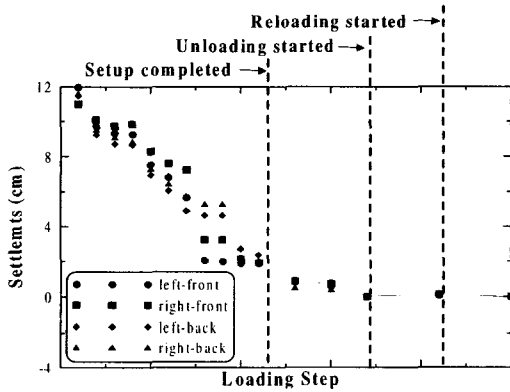 Reloading started
Unloading started
Setup completed
12
8
4
0
-4
Settlemts (cm)
left-front
right-front
left-back
right-back
Loading Step